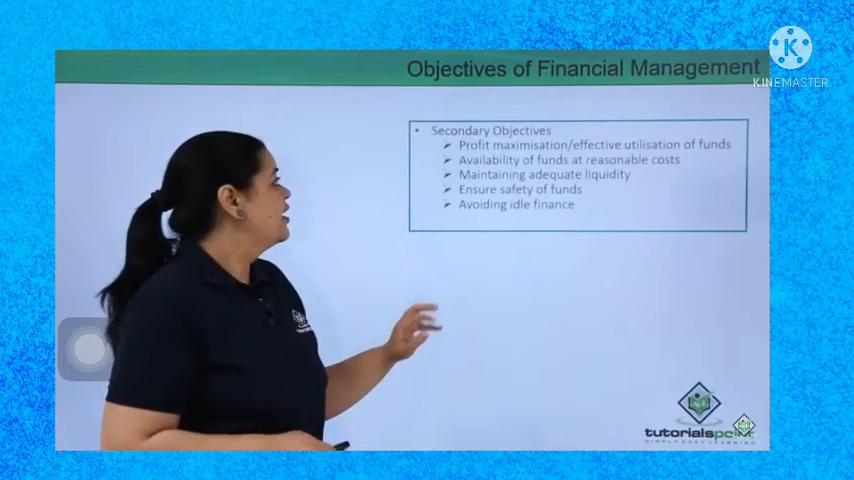 Objectives of Financial Management
K
KINEMASTER
• Secondary Objectives
➢ Profit maximisation/effective utilisation of funds
➢ Availability of funds at reasonable costs
➢ Maintaining adequate liquidity
➢ Ensure safety of funds
➢ Avoiding idle finance
tutorialspoint
SIMPLY EASY LEARNING